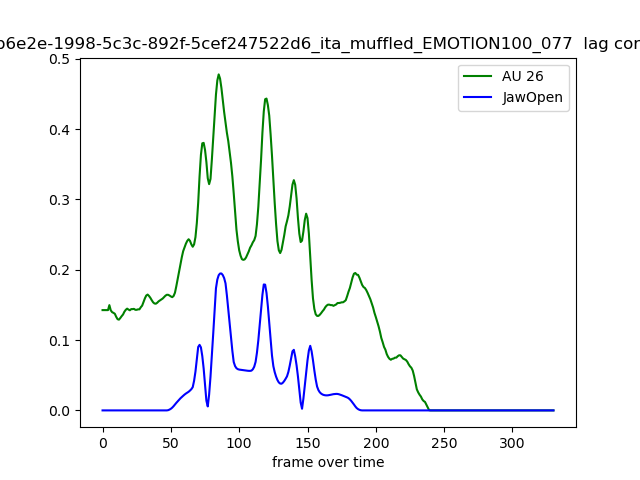 b6e2e-1998-5c3c-892f-5cef247522d6_ita_muffled_EMOTION100_077 lag cor
0.5
AU 26
JawOpen
0.4
0.3
0.2
0.1
0.0
0 50 100 150 200 250 300
frame over time